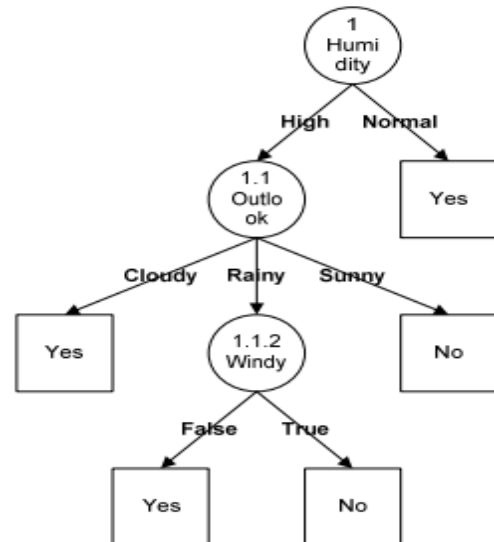 1
Humi
dity
High
Normal
1.1
Outlo
ok
Yes
Cloudy
Rainy
Sunny
Yes
1.1.2
Windy
No
False
True
Yes
No